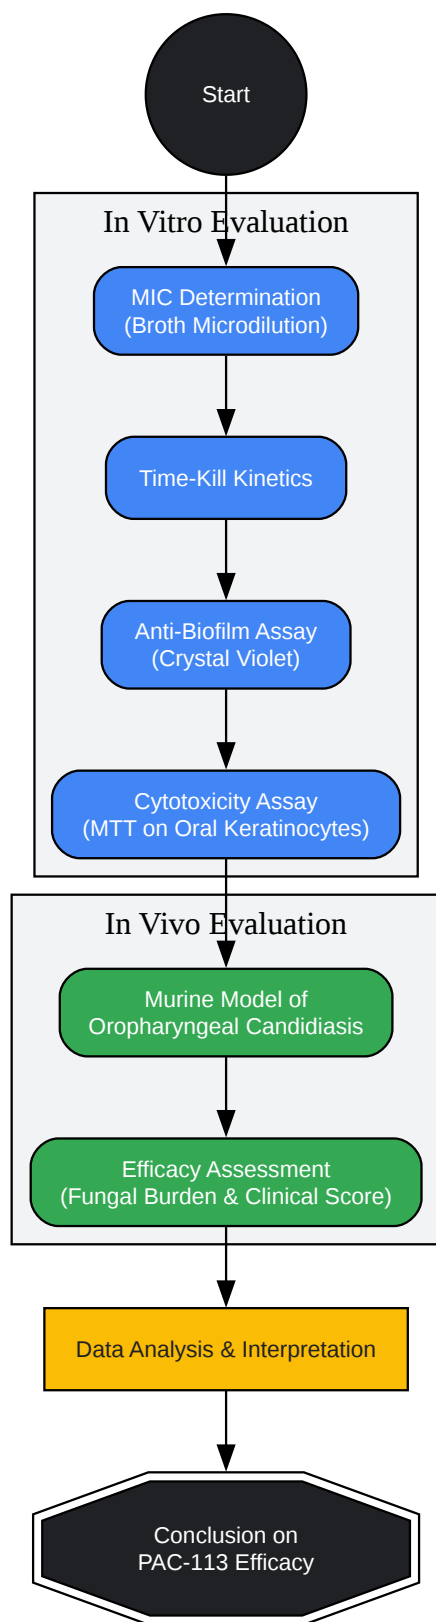 Start
In Vitro Evaluation
MIC Determination
(Broth Microdilution)
Time-Kill Kinetics
Anti-Biofilm Assay
(Crystal Violet)
Cytotoxicity Assay
(MTT on Oral Keratinocytes)
In Vivo Evaluation
Murine Model of
Oropharyngeal Candidiasis
Efficacy Assessment
(Fungal Burden & Clinical Score)
Data Analysis & Interpretation
Conclusion on
PAC-113 Efficacy